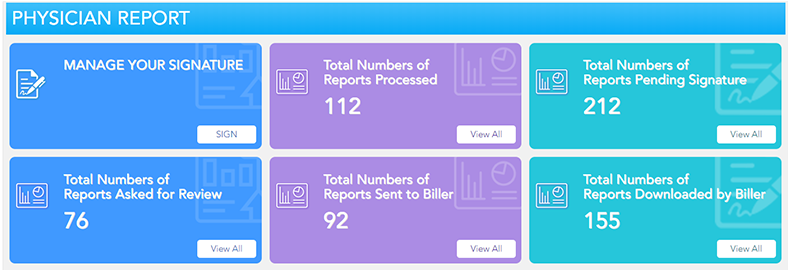 PHYSICIAN REPORT
MANAGE YOUR SIGNATURE
SIGN
Total Numbers of
Reports Processed
112
View All
Total Numbers of
Reports Pending Signature
212
View All
Total Numbers of
Reports Asked for Review
76
View All
Total Numbers of
Reports Sent to Biller
92
View All
Total Numbers of
Reports Downloaded by Biller
155
View All